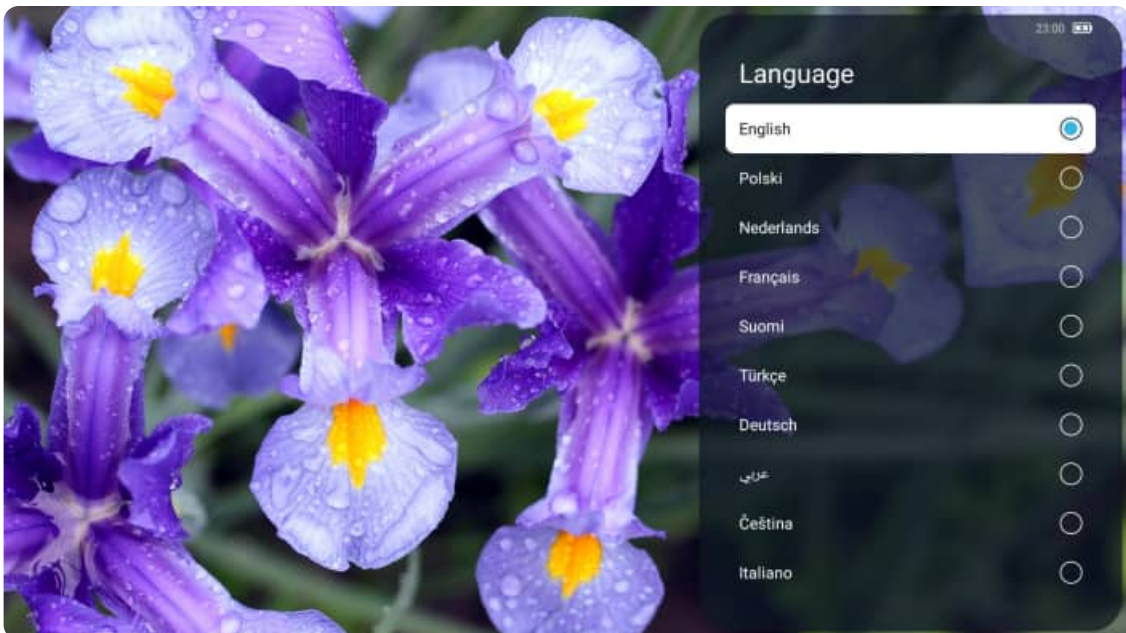 23:00
Language
English
Polski
Nederlands
Français
Suomi
Türkçe
Deutsch
عربي
Čeština
Italiano